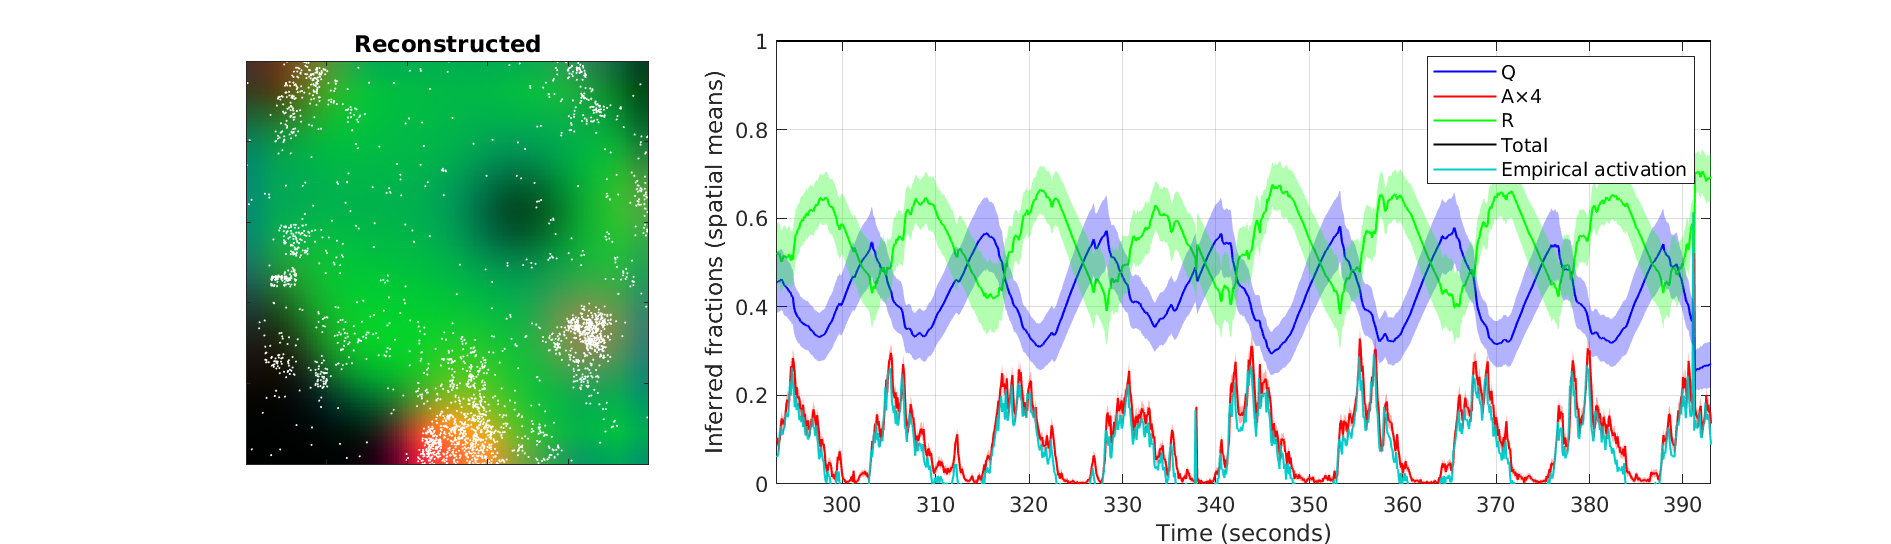 Reconstructed
Inferred fractions (spatial means)
1
0.8
0.6
0.4
0.2
0
Q
A×4
R
Total
Empirical activation
300
310
320
330
340
350
360
370
380
390
Time (seconds)